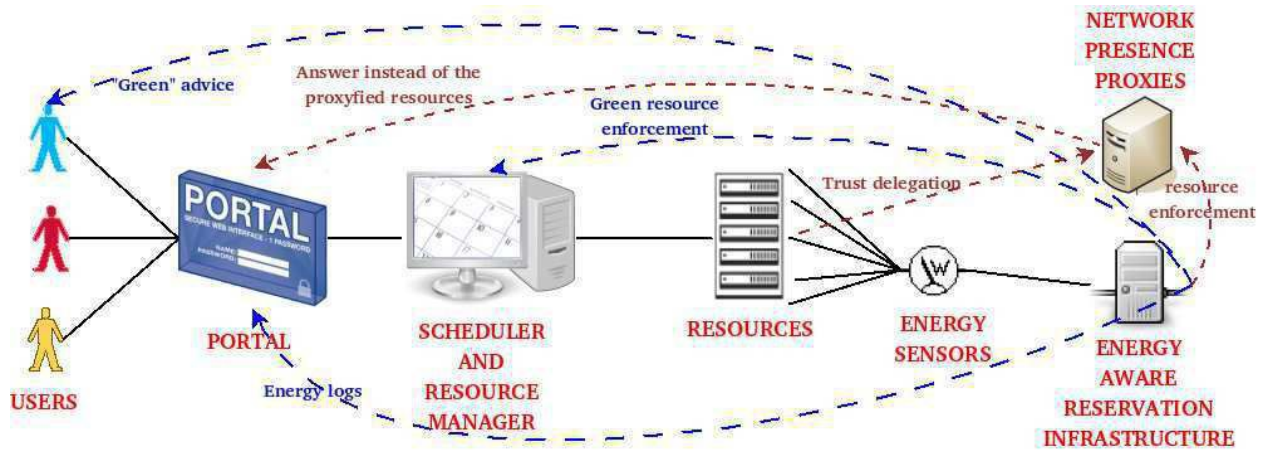 NETWORK
PRESENCE
PROXIES
"Green" advice
Answer instead of the
proxyfied resources
Green resource
enforcement
Trust delegation
resource
enforcement
PORTAL
SECURE WEB INTERFACE - 1 PASSWORD
NAME:
PASSWORD:
W
USERS
PORTAL
SCHEDULER
AND
RESOURCE
MANAGER
RESOURCES
ENERGY
SENSORS
ENERGY
AWARE
RESERVATION
INFRASTRUCTURE
Energy logs